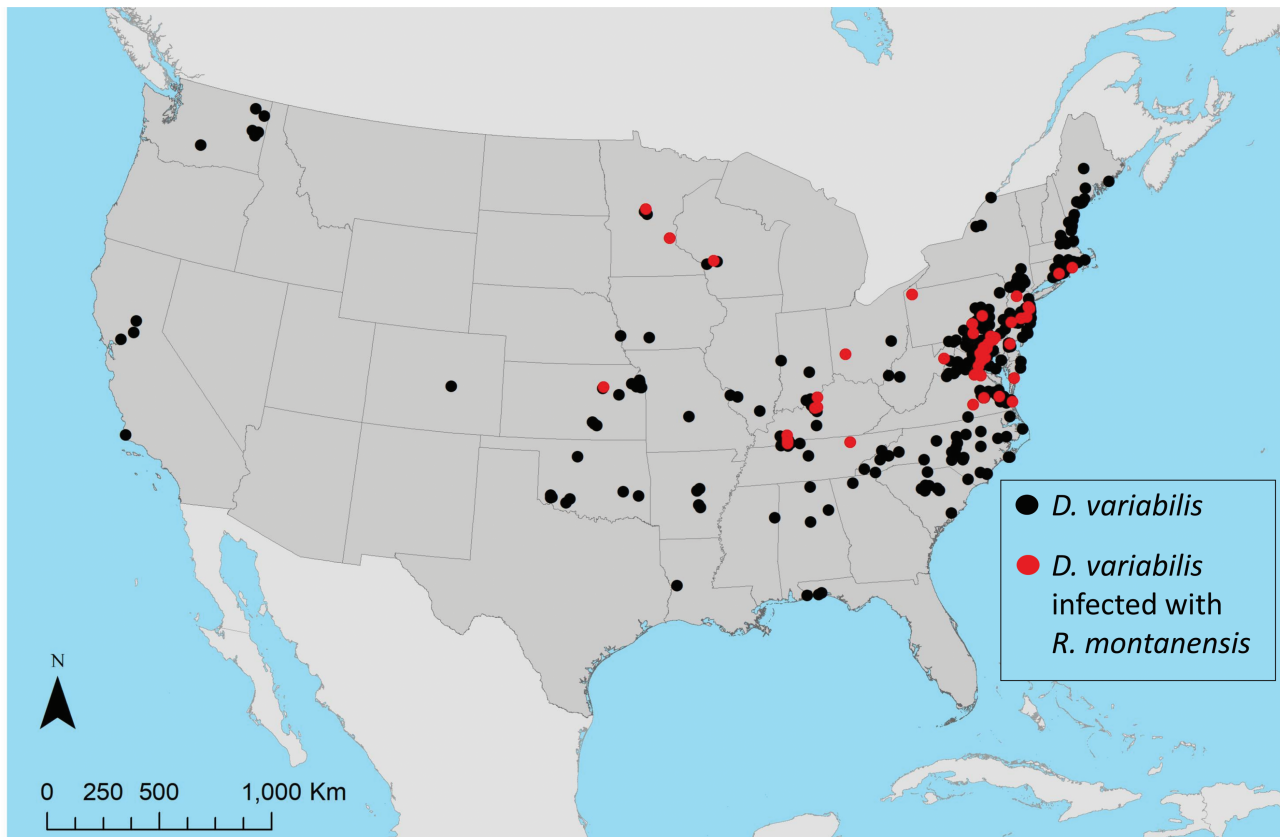 D. variabilis
D. variabilis
infected with
R. montanensis
N
0 250 500 1,000 Km